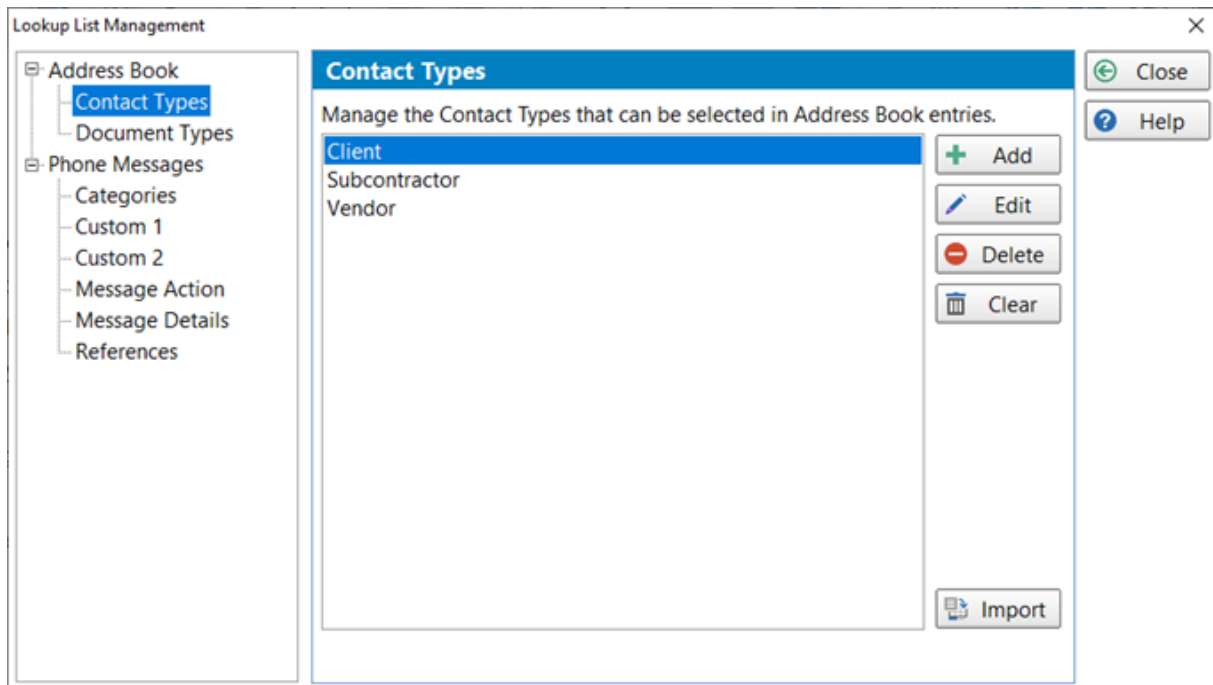 Lookup List Management
Address Book
Contact Types
Document Types
Phone Messages
Categories
Custom 1
Custom 2
Message Action
Message Details
References
Contact Types
Manage the Contact Types that can be selected in Address Book entries.
Client
Subcontractor
Vendor
Add
Edit
Delete
Clear
Import
Close
Help